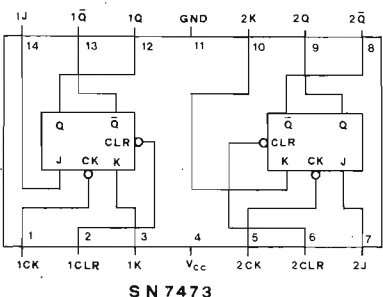 1J 1Q̄ 1Q GND 2K 2Q 2Q̄
14 13 12 11 10 9 8
Q Q̄ Q̄ Q
CLR CLR
J CK K K CK J
1 2 3 4 5 6 7
1CK 1CLR 1K Vcc 2CK 2CLR 2J
SN7473